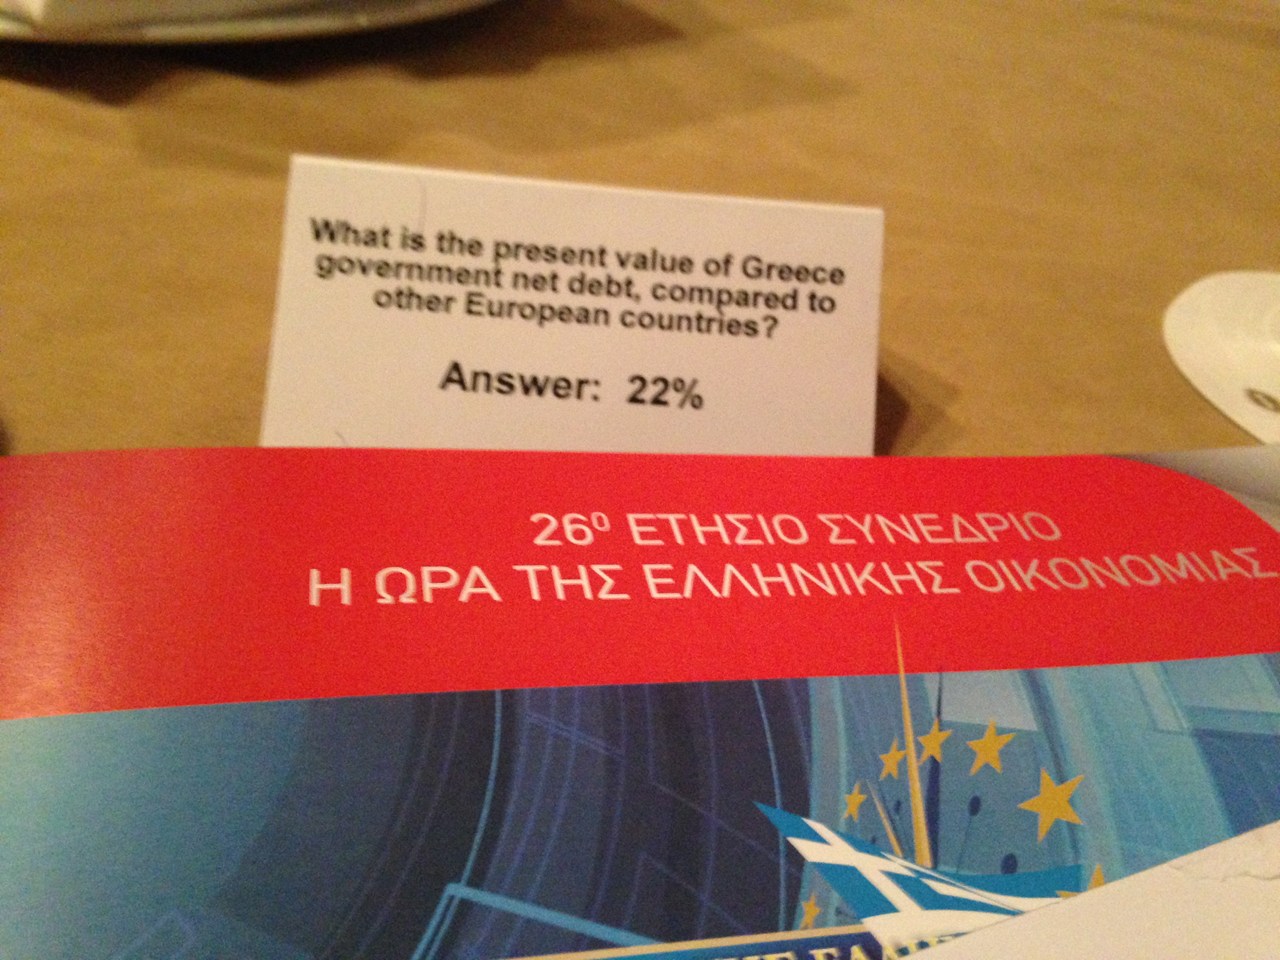 What is the present value of Greece
government net debt, compared to
other European countries?
Answer: 22%
26⁰ ΕΤΗΣΙΟ ΣΥΝΕΔΡΙΟ
Η ΩΡΑ ΤΗΣ ΕΛΛΗΝΙΚΗΣ ΟΙΚΟΝΟΜΙΑΣ